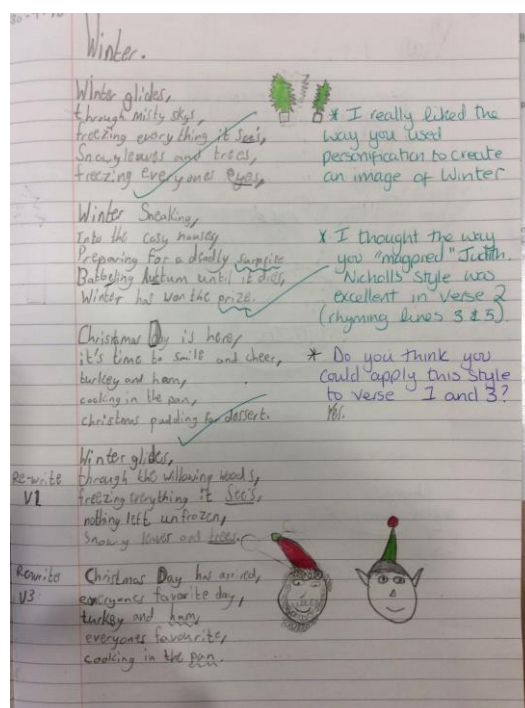 Winter.
Winter glides,
through misty skys,
freezing everything it see's,
Snowy leaves and trees,
freezing everyones eyes,
* I really liked the
way you used
personification to create
an image of Winter
Winter Sneaking,
Into the cosy houses,
Preparing for a deadly surprise
Battling Autum until it dies,
Winter has won the prize.
* I thought the way
you "magpied" Judith
Nicholls' style was
excellent in verse 2
(rhyming lines 3 & 5).
Christmas Day is here,
it's time to smile and cheer,
turkey and ham,
cooking in the pan,
christmas pudding for dessert.
* Do you think you
could apply this style
to verse 1 and 3?
Yes.
Re-write
V1
Winter glides,
through the willowing woods,
freezing everything it see's,
nothing left unfrozen,
Snowy leaves and trees.
Rewrite
V3
Christmas Day has arrived,
everyones favorite day,
turkey and ham,
everyones favourite,
cooking in the pan.